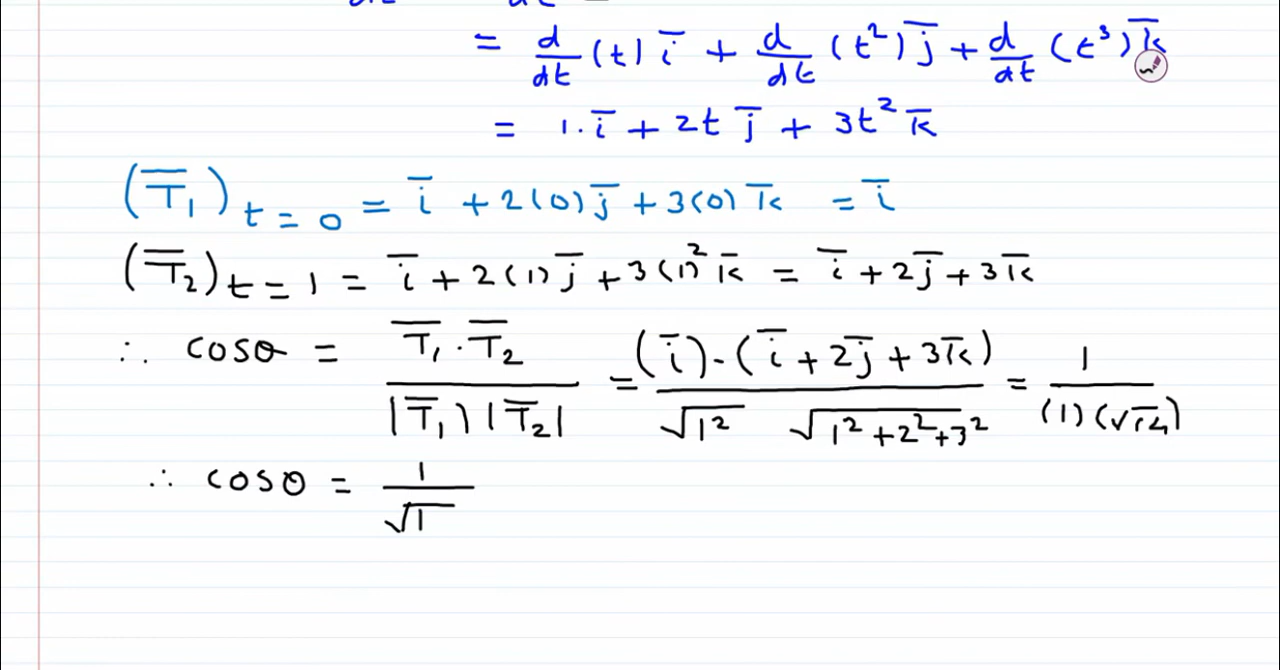 = d/dt (t) i̅ + d/dt (t²) j̅ + d/dt (t³) k̅
= 1. i̅ + 2t j̅ + 3t² k̅
(T̅₁) t = 0 = i̅ + 2(0) j̅ + 3(0) k̅ = i̅
(T̅₂) t = 1 = i̅ + 2(1) j̅ + 3(1)² k̅ = i̅ + 2j̅ + 3k̅
∴ cosθ = T̅₁ . T̅₂ / |T̅₁| |T̅₂| = (i̅) . (i̅ + 2j̅ + 3k̅) / √1² √1² + 2² + 3² = 1 / (1) (√14)
∴ cosθ = 1 / √1